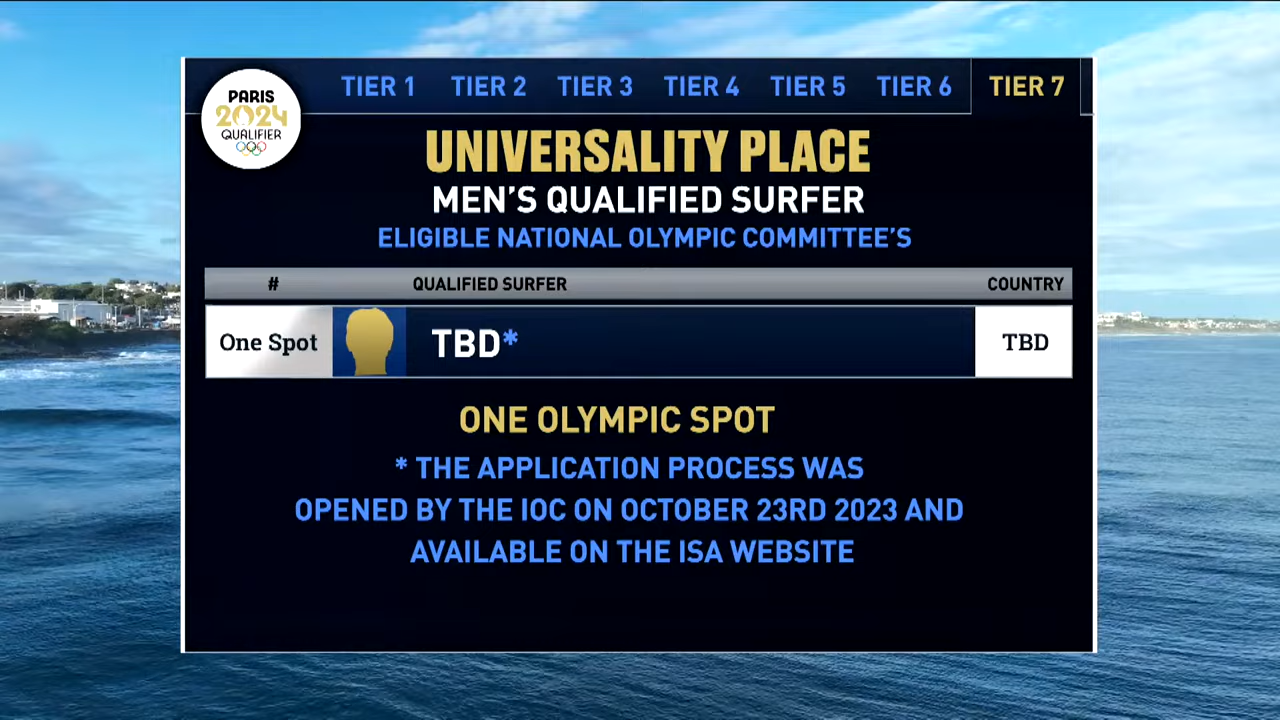 PARIS
2024
QUALIFIER
TIER 1 TIER 2 TIER 3 TIER 4 TIER 5 TIER 6 TIER 7
UNIVERSALITY PLACE
MEN'S QUALIFIED SURFER
ELIGIBLE NATIONAL OLYMPIC COMMITTEE'S
# QUALIFIED SURFER COUNTRY
One Spot TBD* TBD
ONE OLYMPIC SPOT
* THE APPLICATION PROCESS WAS
OPENED BY THE IOC ON OCTOBER 23RD 2023 AND
AVAILABLE ON THE ISA WEBSITE